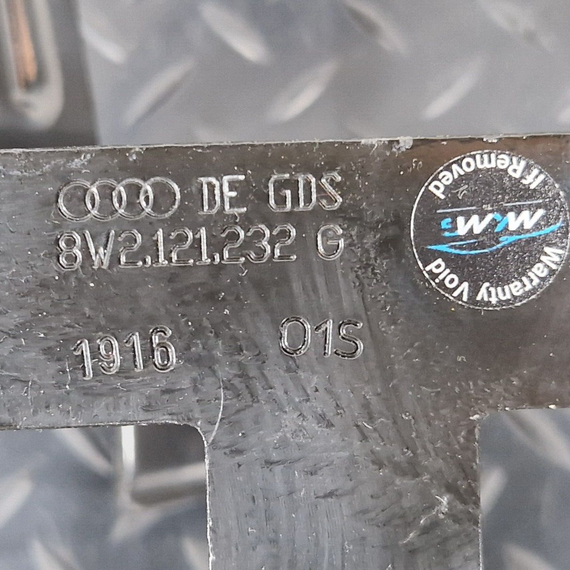 DE GDS
8W2.121.232 G
1916 01S
If Removed
Warranty Void